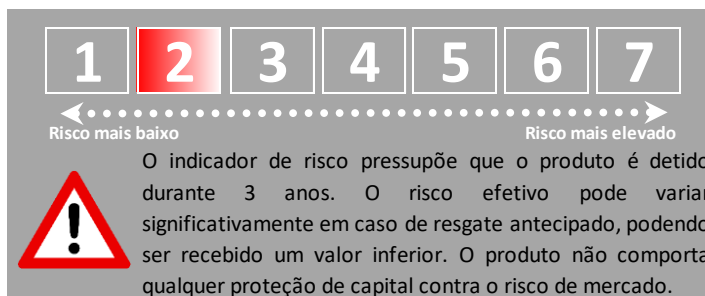 1 2 3 4 5 6 7
Risco mais baixo Risco mais elevado
O indicador de risco pressupõe que o produto é detido
durante 3 anos. O risco efetivo pode variar
significativamente em caso de resgate antecipado, podendo
ser recebido um valor inferior. O produto não comporta
qualquer proteção de capital contra o risco de mercado.